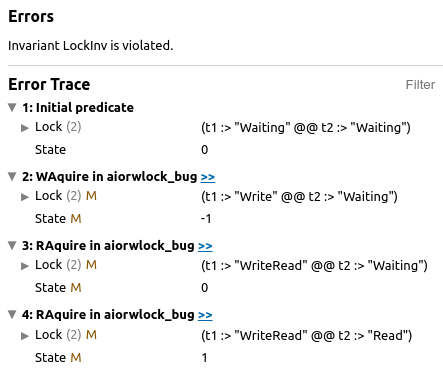 Errors
Invariant LockInv is violated.
Error Trace Filter
1: Initial predicate
Lock (2) (t1 :> "Waiting" @@ t2 :> "Waiting")
State 0
2: WAquire in aiorwlock_bug >>
Lock (2) M (t1 :> "Write" @@ t2 :> "Waiting")
State M -1
3: RAquire in aiorwlock_bug >>
Lock (2) M (t1 :> "WriteRead" @@ t2 :> "Waiting")
State M 0
4: RAquire in aiorwlock_bug >>
Lock (2) M (t1 :> "WriteRead" @@ t2 :> "Read")
State M 1